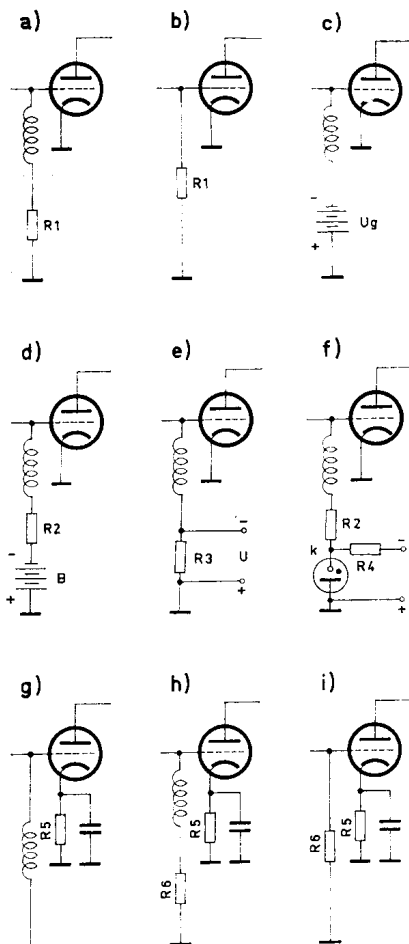 a) b) c)
R1 R1 - Ug +
d) e) f)
R2 - B + - R3 U + R2 - k R4 +
g) h) i)
R5 R5 R6 R6 R5